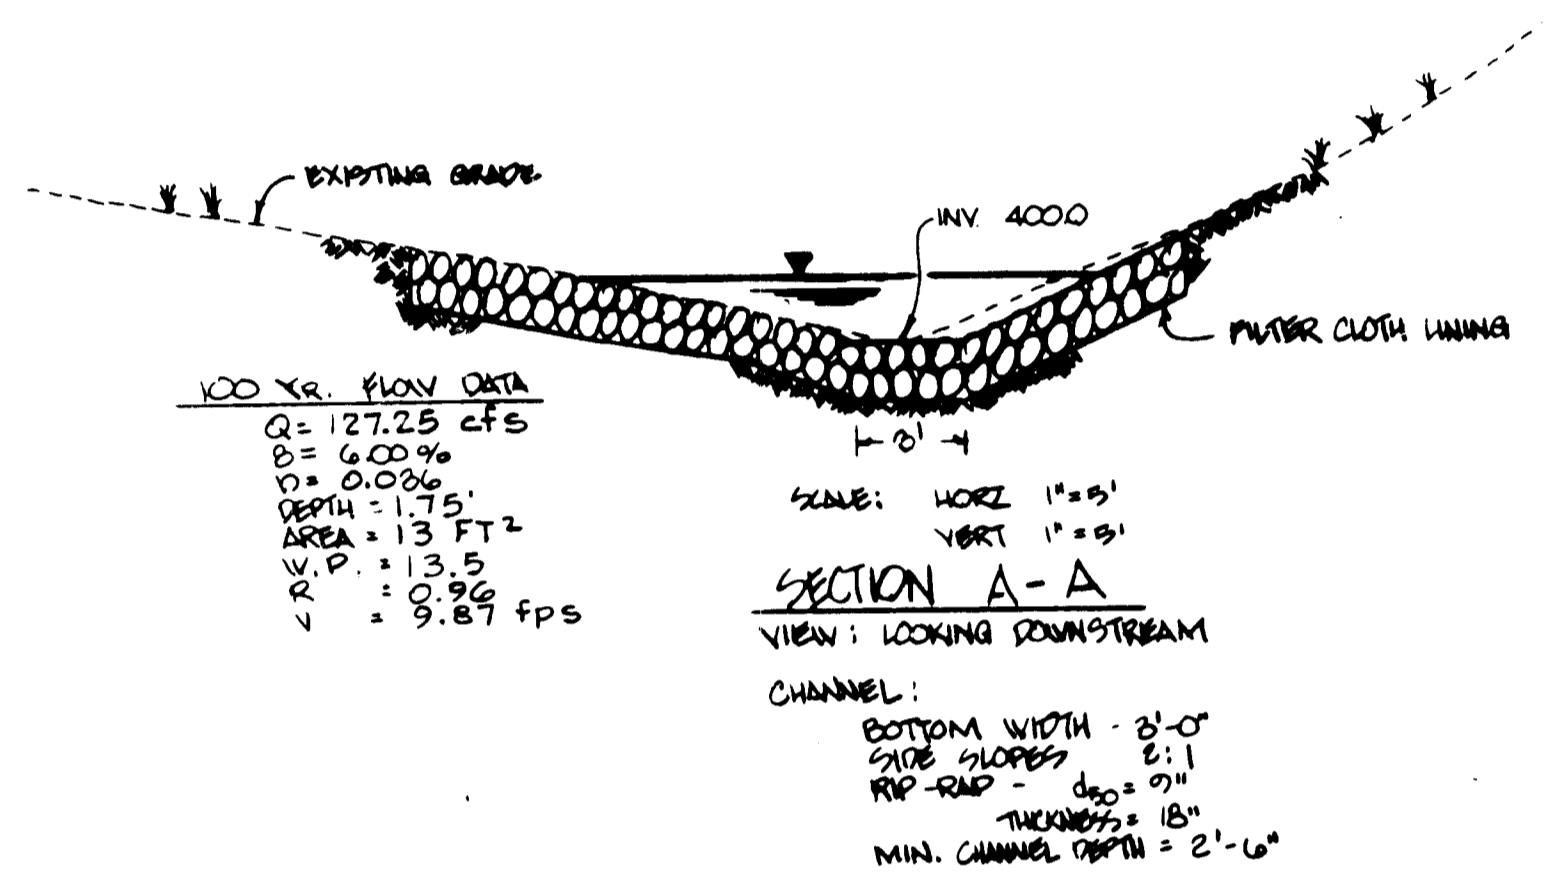 EXISTING GRADE.
INV. 400.0
FILTER CLOTH LINING
100 YR. FLOW DATA
Q= 127.25 cfs
S= 6.00%
n= 0.036
DEPTH = 1.75'
AREA = 13 FT²
W.P. = 13.5
R = 0.96
V = 9.87 fps
3'
SCALE: HORZ 1"=5'
VERT 1"=5'
SECTION A-A
VIEW: LOOKING DOWNSTREAM
CHANNEL:
BOTTOM WIDTH - 3'-0"
SIDE SLOPES 2:1
RIP-RAP - d50= 9"
THICKNESS= 18"
MIN. CHANNEL DEPTH = 2'-6"